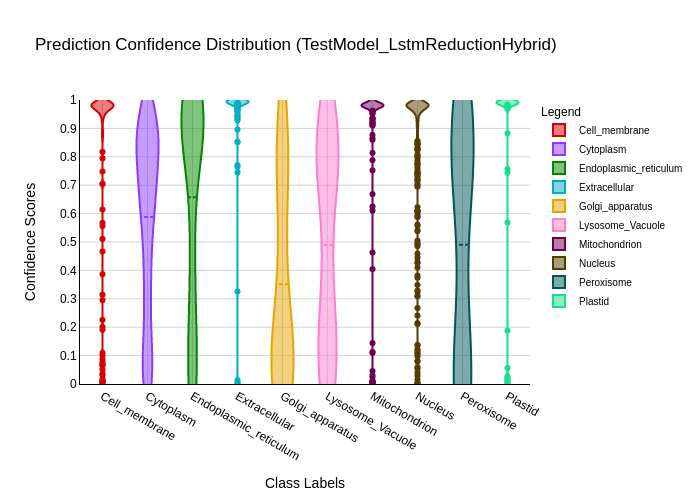 Prediction Confidence Distribution (TestModel_LstmReductionHybrid)
Confidence Scores
1
0.9
0.8
0.7
0.6
0.5
0.4
0.3
0.2
0.1
0
Cell_membrane
Cytoplasm
Endoplasmic_reticulum
Extracellular
Golgi_apparatus
Lysosome_Vacuole
Mitochondrion
Nucleus
Peroxisome
Plastid
Class Labels
Legend
Cell_membrane
Cytoplasm
Endoplasmic_reticulum
Extracellular
Golgi_apparatus
Lysosome_Vacuole
Mitochondrion
Nucleus
Peroxisome
Plastid